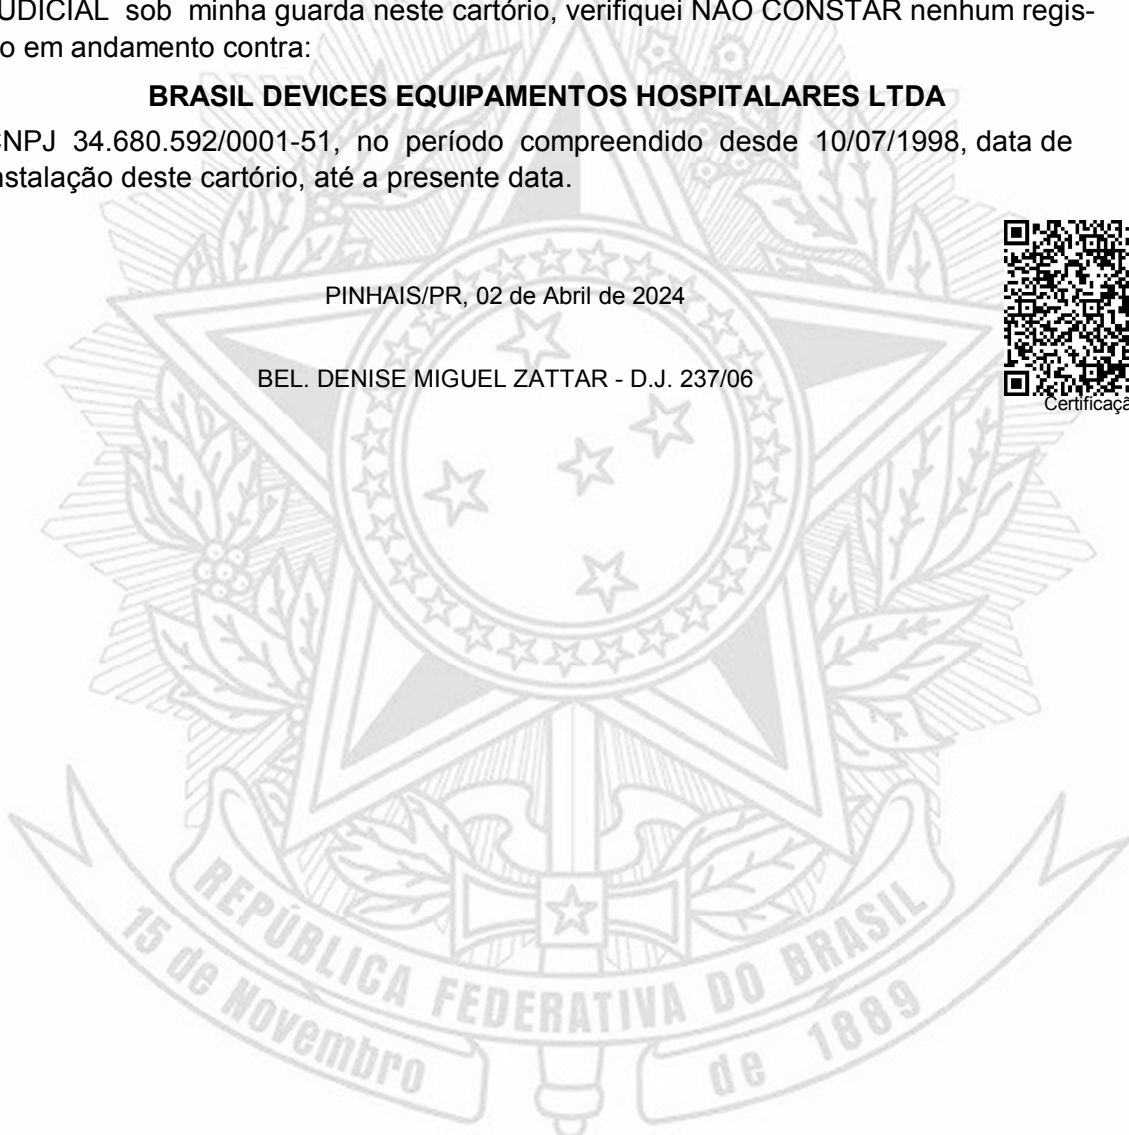 UDICIAL sob minha guarda neste cartório, verifiquei NÃO CONSTAR nenhum regis-
o em andamento contra:
BRASIL DEVICES EQUIPAMENTOS HOSPITALARES LTDA
CNPJ 34.680.592/0001-51, no período compreendido desde 10/07/1998, data de
nstalação deste cartório, até a presente data.
PINHAIS/PR, 02 de Abril de 2024
BEL. DENISE MIGUEL ZATTAR - D.J. 237/06
Certificaçã
REPÚBLICA FEDERATIVA DO BRASIL
15 de Novembro de 1889